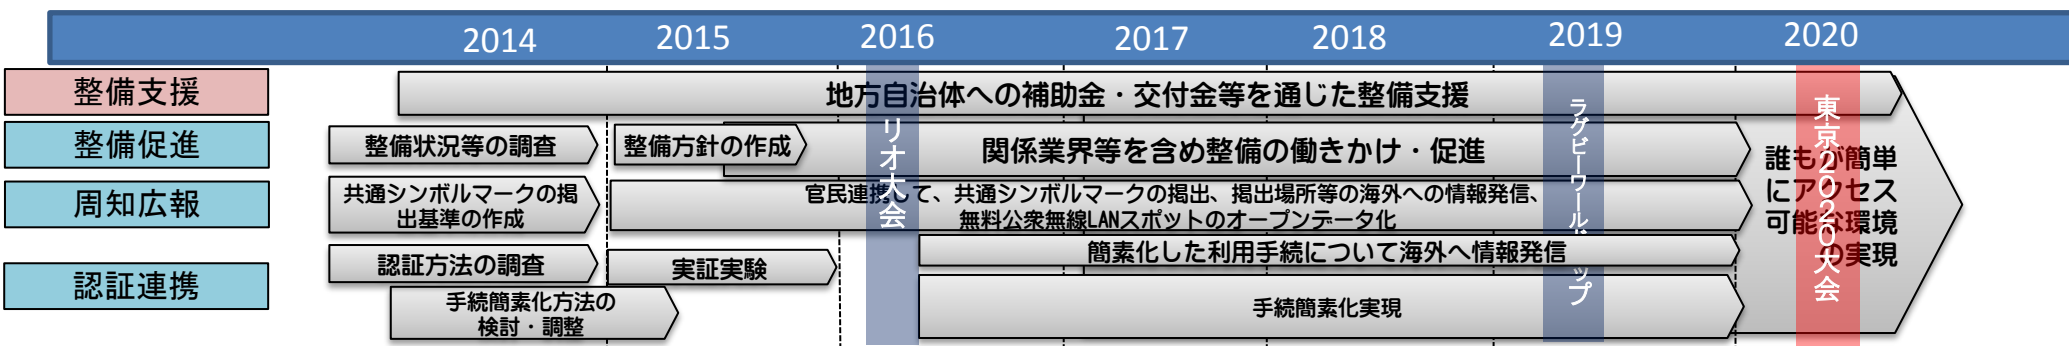 2014
2015
2016
2017
2018
2019
2020
整備支援
地方自治体への補助金・交付金等を通じた整備支援
整備促進
整備状況等の調査
整備方針の作成
関係業界等を含め整備の働きかけ・促進
周知広報
共通シンボルマークの掲
出基準の作成
官民連携して、共通シンボルマークの掲出、掲出場所等の海外への情報発信、
無料公衆無線LANスポットのオープンデータ化
簡素化した利用手続について海外へ情報発信
認証連携
認証方法の調査
実証実験
手続簡素化方法の
検討・調整
手続簡素化実現
誰もが簡単
にアクセス
可能な環境
の実現
リオ大会
ラグビーワールドカップ
東京2020大会